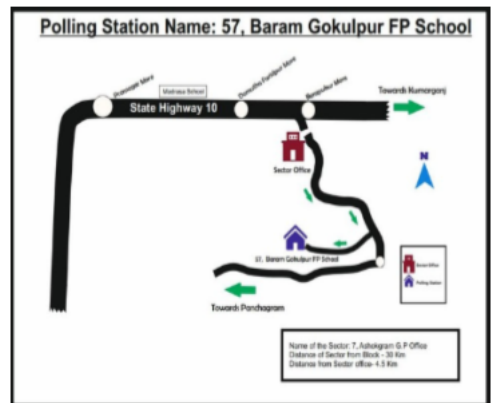 Polling Station Name: 57, Baram Gokulpur FP School
Madrasa School
State Highway 10
Towards Kumarganj
N
Sector Office
57, Baram Gokulpur FP School
Sector Office
Polling Station
Towards Panchagram
Name of the Sector: 7, Ashokgram G.P Office
Distance of Sector from Block - 30 Km
Distance from Sector office- 4.5 Km